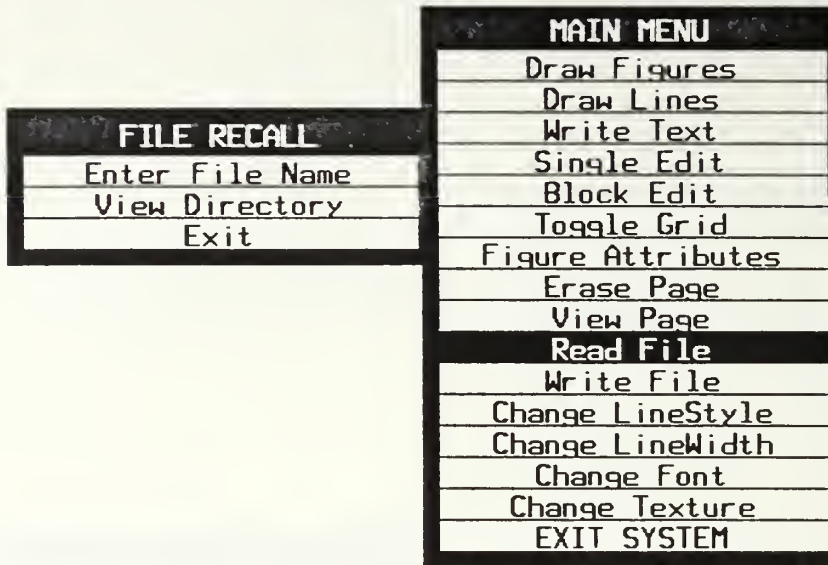 MAIN MENU
Draw Figures
Draw Lines
Write Text
Single Edit
Block Edit
Toggle Grid
Figure Attributes
Erase Page
View Page
Read File
Write File
Change LineStyle
Change LineWidth
Change Font
Change Texture
EXIT SYSTEM
FILE RECALL
Enter File Name
View Directory
Exit